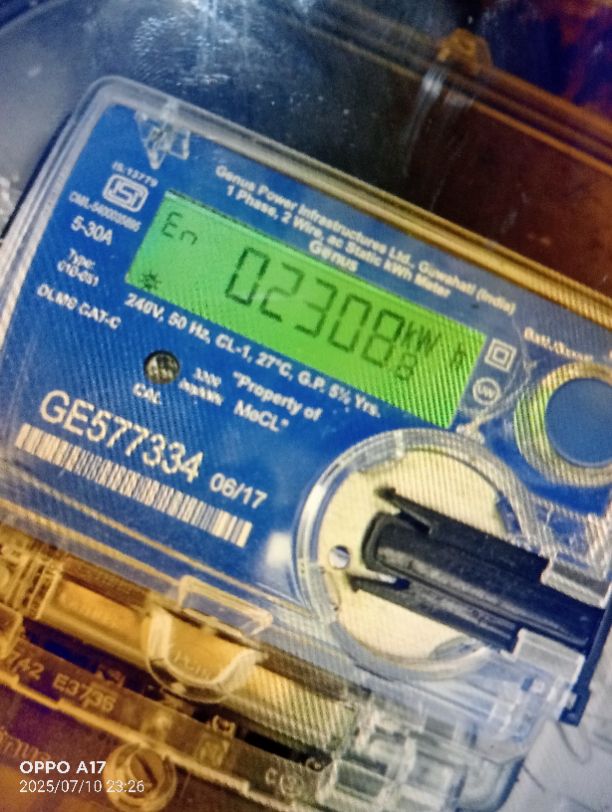 Genus Power Infrastructures Ltd., Guwahati (India)
1 Phase, 2 Wire, ac Static kWh Meter
Genus
IS:13779
5-30A
Type:
DLMS CAT-C
En
02308 8
kW h
240V, 50 Hz, CL-1, 27°C, G.P. 5½ Yrs.
CAL
"Property of
MeCL"
GE577334 06/17
E3736
OPPO A17
2025/07/10 23:26